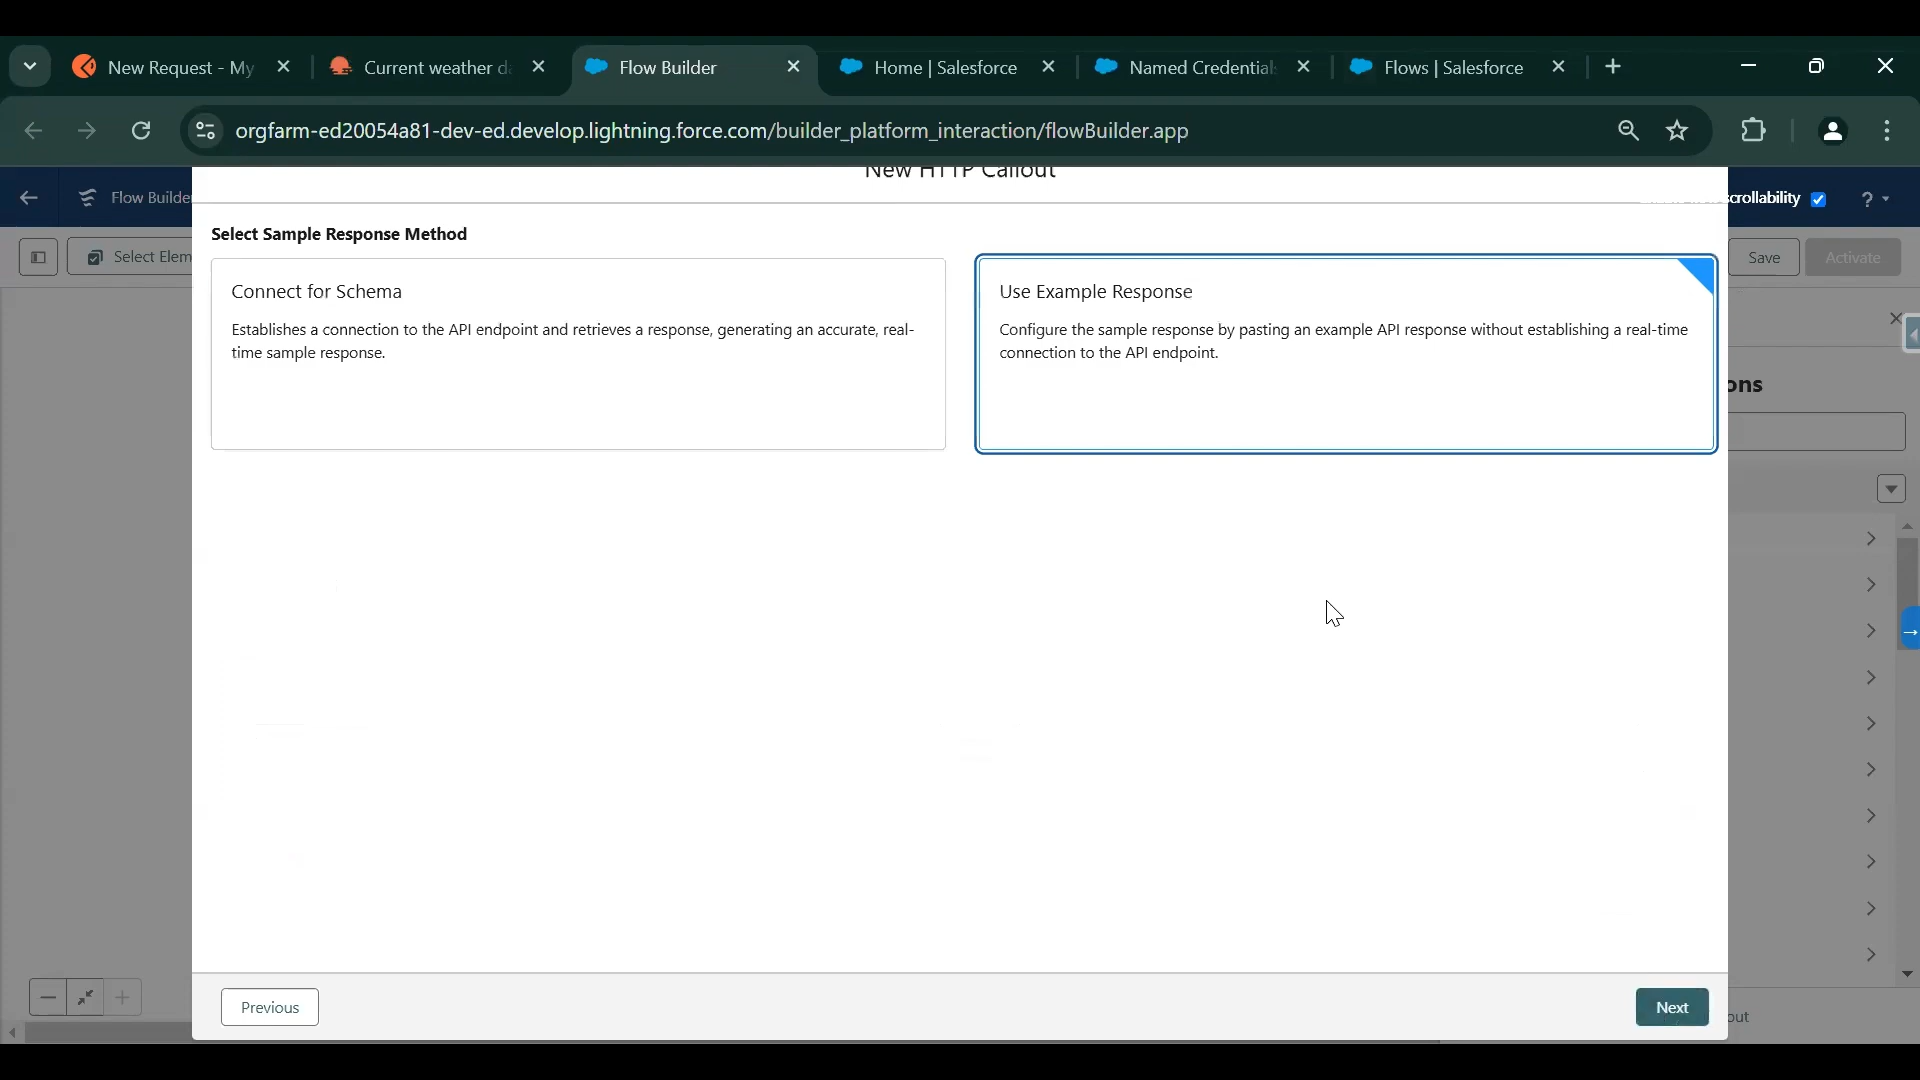 New Request - My
Current weather d
Flow Builder
Home | Salesforce
Named Credential
Flows | Salesforce
orgfarm-ed20054a81-dev-ed.develop.lightning.force.com/builder_platform_interaction/flowBuilder.app
Flow Builde
New HTTP Callout
scrollability
?
Select Elem
Save
Activate
Select Sample Response Method
Connect for Schema
Establishes a connection to the API endpoint and retrieves a response, generating an accurate, real-
time sample response.
Use Example Response
Configure the sample response by pasting an example API response without establishing a real-time
connection to the API endpoint.
ons
Previous
Next
out